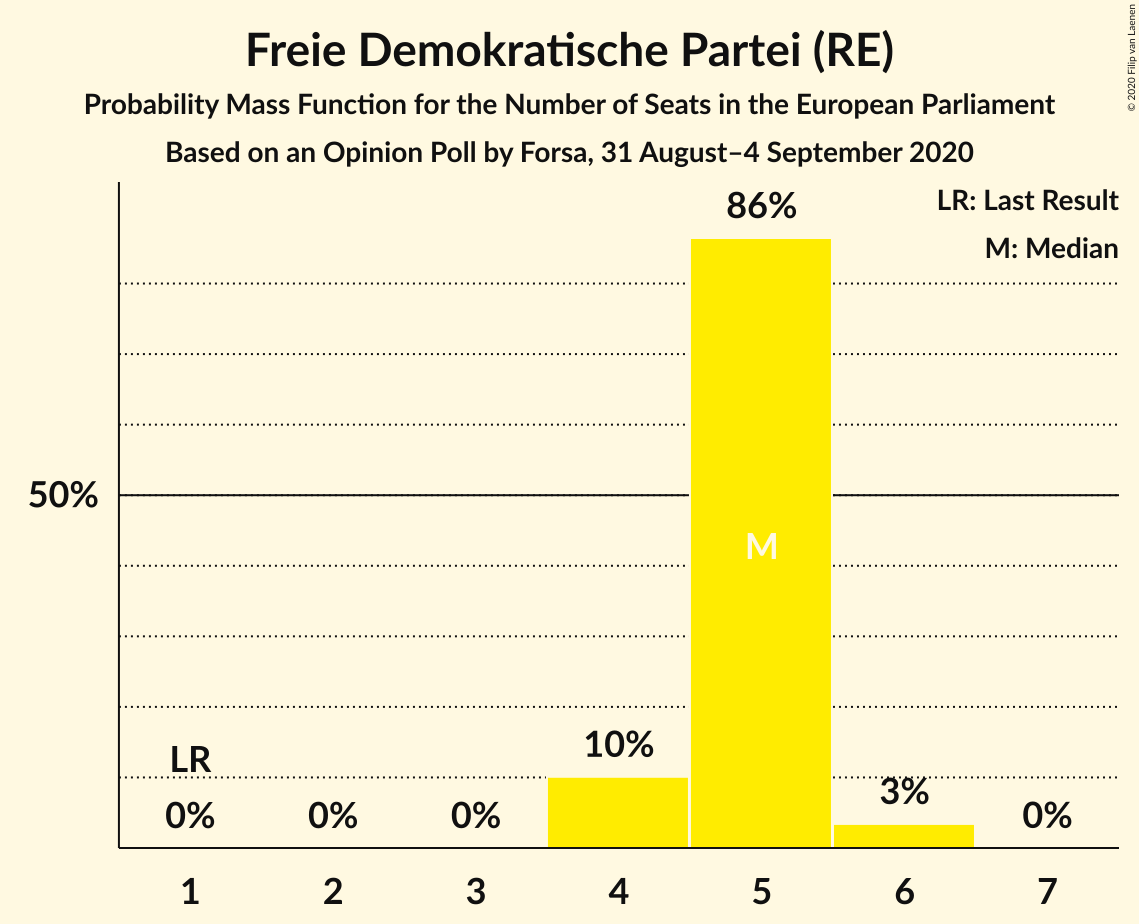 Freie Demokratische Partei (RE)
Probability Mass Function for the Number of Seats in the European Parliament
Based on an Opinion Poll by Forsa, 31 August–4 September 2020
© 2020 Filip van Laenen
LR: Last Result
M: Median
86%
50%
M
LR
10%
3%
0%
0%
0%
0%
1
2
3
4
5
6
7